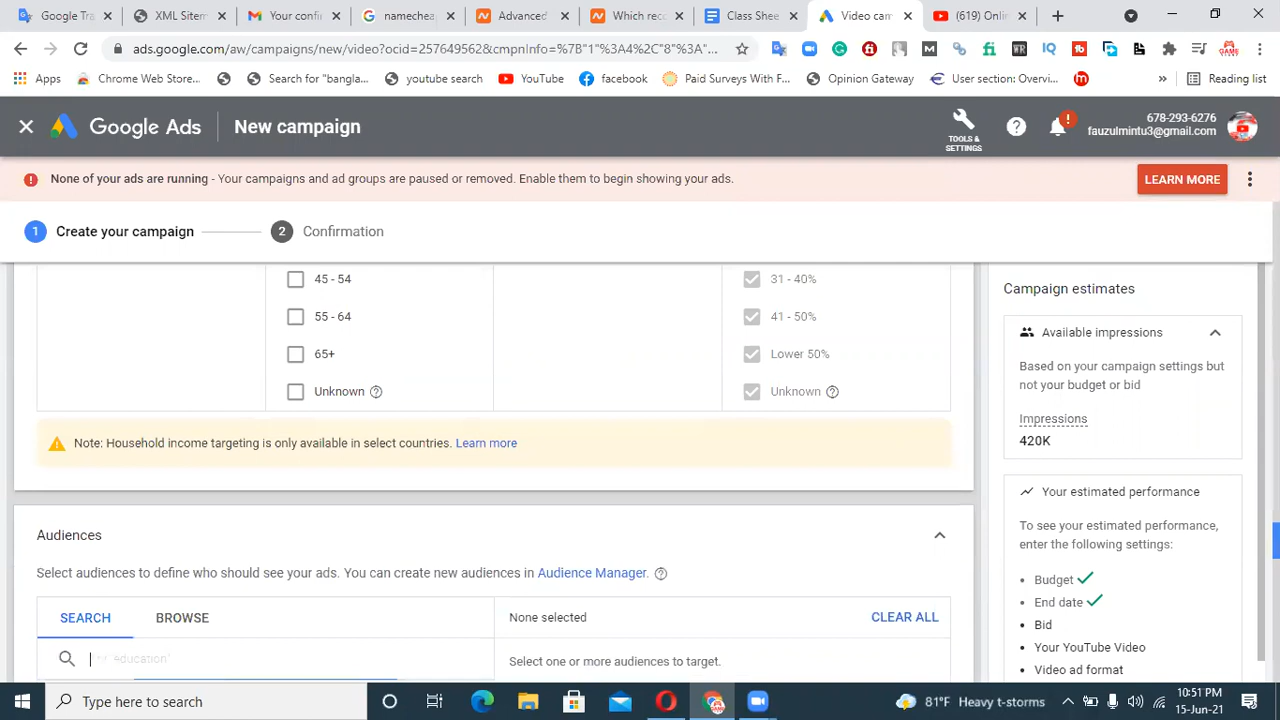 Google Tra
XML Sitem
Your confi
namechea
Advanced
Which reco
Class Shee
Video cam
(619) Onlin
ads.google.com/aw/campaigns/new/video?ocid=257649562&cmpnInfo=%7B"1"%3A4%2C"8"%3A"...
Apps
Chrome Web Store...
Search for "bangla...
youtube search
YouTube
facebook
Paid Surveys With F...
Opinion Gateway
User section: Overvi...
»
Reading list
Google Ads
New campaign
TOOLS & SETTINGS
678-293-6276
fauzulmintu3@gmail.com
None of your ads are running - Your campaigns and ad groups are paused or removed. Enable them to begin showing your ads.
LEARN MORE
1 Create your campaign
2 Confirmation
45 - 54
31 - 40%
55 - 64
41 - 50%
65+
Lower 50%
Unknown
Unknown
Note: Household income targeting is only available in select countries. Learn more
Audiences
Select audiences to define who should see your ads. You can create new audiences in Audience Manager.
SEARCH
BROWSE
None selected
CLEAR ALL
education"
Select one or more audiences to target.
Campaign estimates
Available impressions
Based on your campaign settings but
not your budget or bid
Impressions
420K
Your estimated performance
To see your estimated performance,
enter the following settings:
• Budget
• End date
• Bid
• Your YouTube Video
• Video ad format
Type here to search
81°F Heavy t-storms
10:51 PM
15-Jun-21